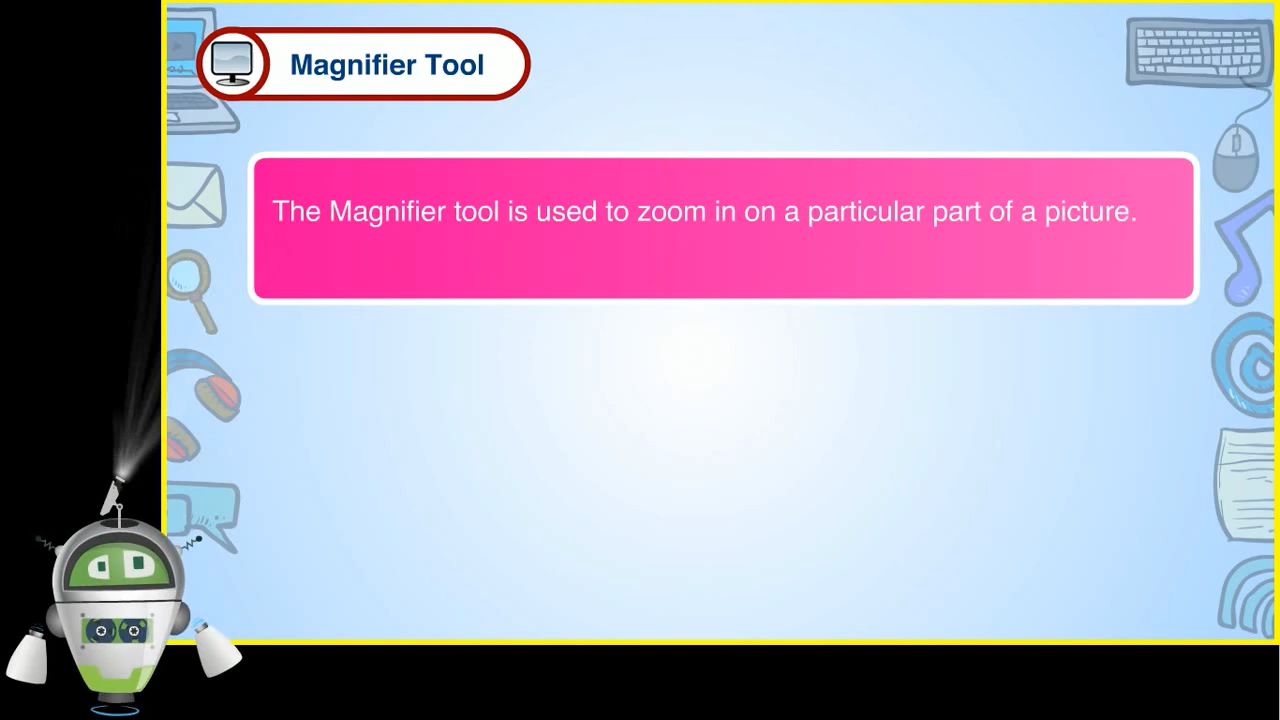 Magnifier Tool
The Magnifier tool is used to zoom in on a particular part of a picture.